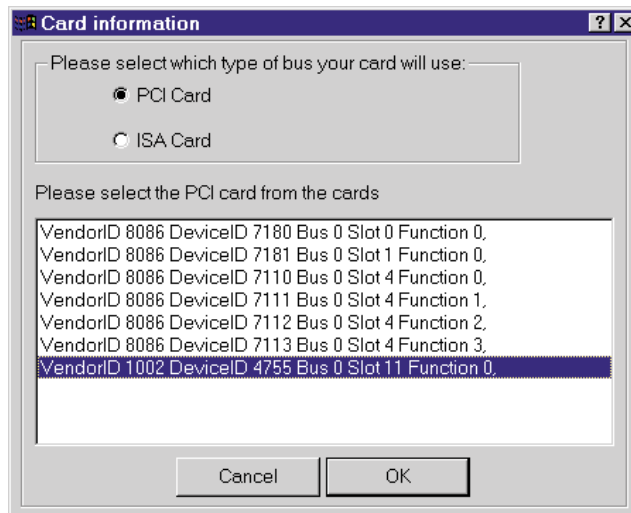 Card information
Please select which type of bus your card will use:
PCI Card
ISA Card
Please select the PCI card from the cards
VendorID 8086 DeviceID 7180 Bus 0 Slot 0 Function 0,
VendorID 8086 DeviceID 7181 Bus 0 Slot 1 Function 0,
VendorID 8086 DeviceID 7110 Bus 0 Slot 4 Function 0,
VendorID 8086 DeviceID 7111 Bus 0 Slot 4 Function 1,
VendorID 8086 DeviceID 7112 Bus 0 Slot 4 Function 2,
VendorID 8086 DeviceID 7113 Bus 0 Slot 4 Function 3,
VendorID 1002 DeviceID 4755 Bus 0 Slot 11 Function 0,
Cancel OK